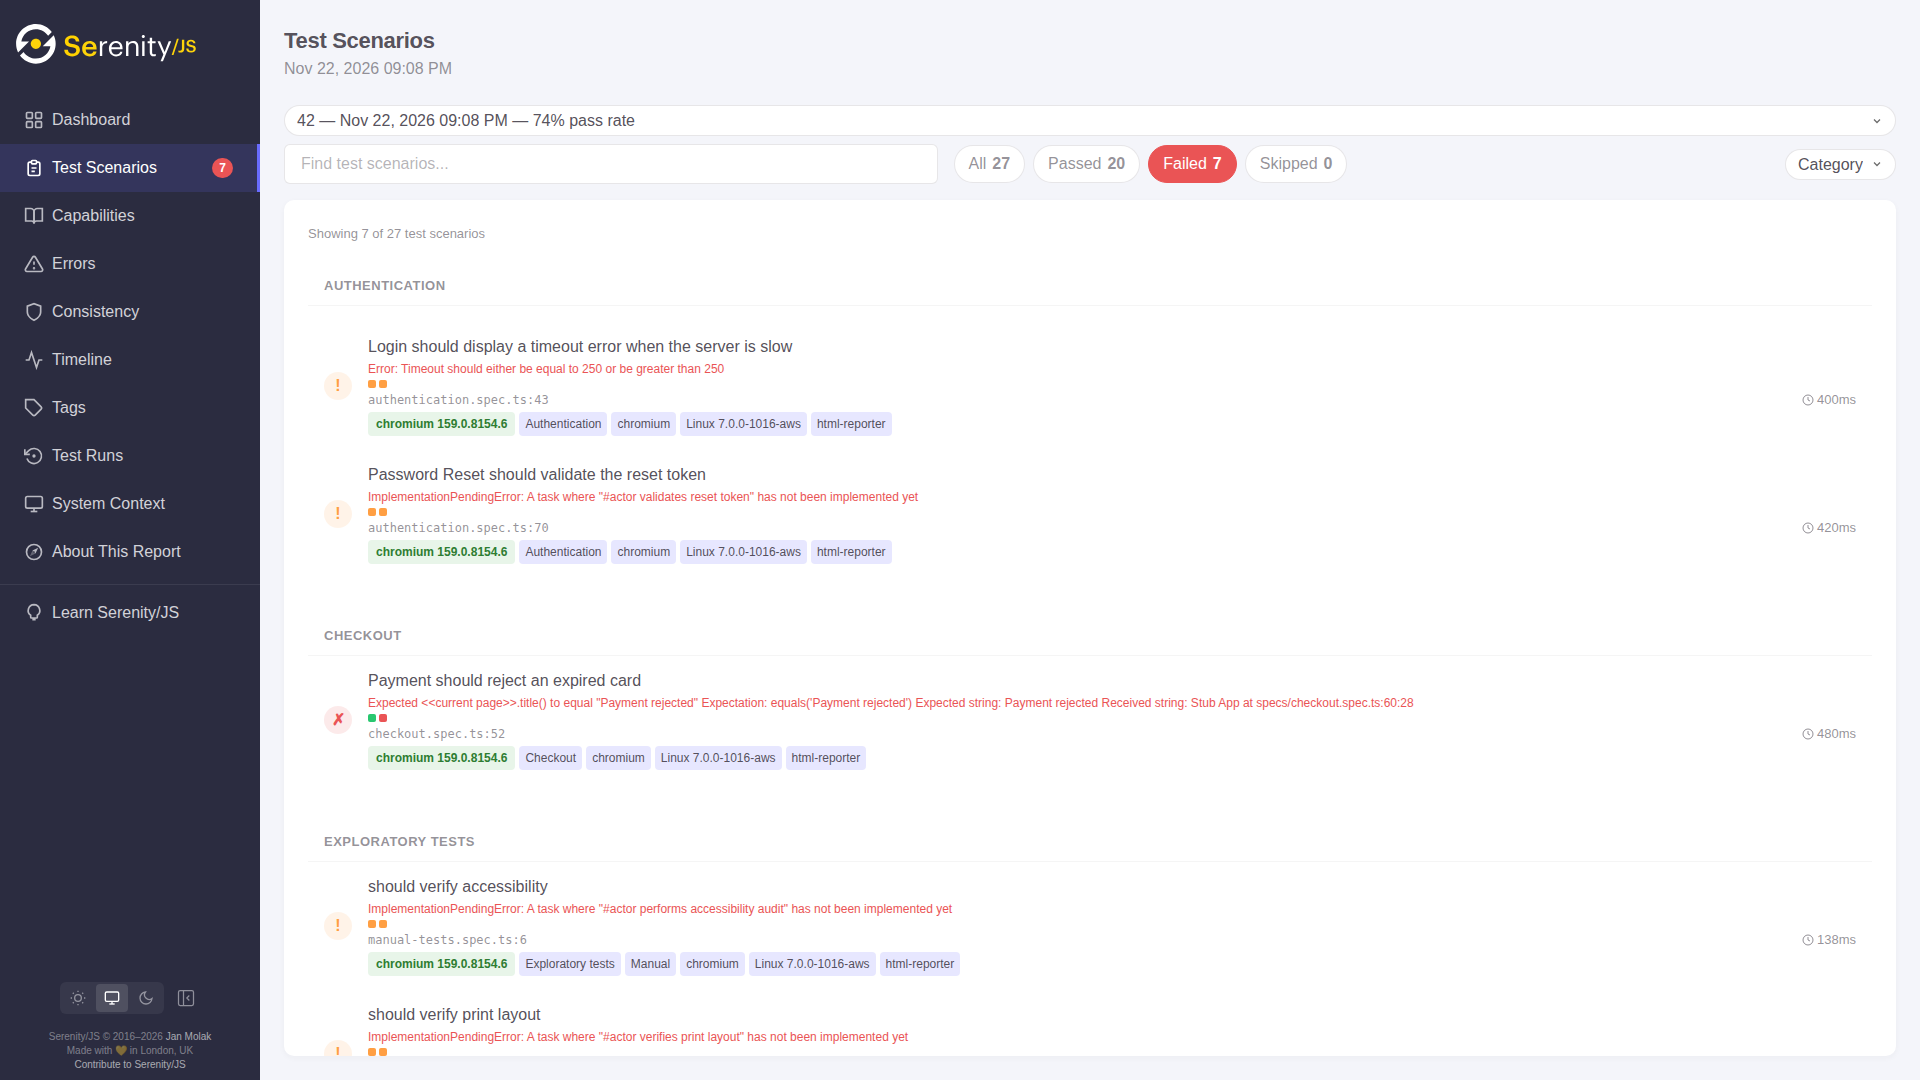 Serenity/JS
Dashboard
Test Scenarios 7
Capabilities
Errors
Consistency
Timeline
Tags
Test Runs
System Context
About This Report
Learn Serenity/JS
Serenity/JS © 2016–2026 Jan Molak
Made with 🧡 in London, UK
Contribute to Serenity/JS
Test Scenarios
Nov 22, 2026 09:08 PM
42 — Nov 22, 2026 09:08 PM — 74% pass rate
Find test scenarios... All 27 Passed 20 Failed 7 Skipped 0 Category
Showing 7 of 27 test scenarios
AUTHENTICATION
Login should display a timeout error when the server is slow
Error: Timeout should either be equal to 250 or be greater than 250
!
authentication.spec.ts:43 400ms
chromium 159.0.8154.6 Authentication chromium Linux 7.0.0-1016-aws html-reporter
Password Reset should validate the reset token
ImplementationPendingError: A task where "#actor validates reset token" has not been implemented yet
!
authentication.spec.ts:70 420ms
chromium 159.0.8154.6 Authentication chromium Linux 7.0.0-1016-aws html-reporter
CHECKOUT
Payment should reject an expired card
Expected <<current page>>.title() to equal "Payment rejected" Expectation: equals('Payment rejected') Expected string: Payment rejected Received string: Stub App at specs/checkout.spec.ts:60:28
✗
checkout.spec.ts:52 480ms
chromium 159.0.8154.6 Checkout chromium Linux 7.0.0-1016-aws html-reporter
EXPLORATORY TESTS
should verify accessibility
ImplementationPendingError: A task where "#actor performs accessibility audit" has not been implemented yet
!
manual-tests.spec.ts:6 138ms
chromium 159.0.8154.6 Exploratory tests Manual chromium Linux 7.0.0-1016-aws html-reporter
should verify print layout
ImplementationPendingError: A task where "#actor verifies print layout" has not been implemented yet
!